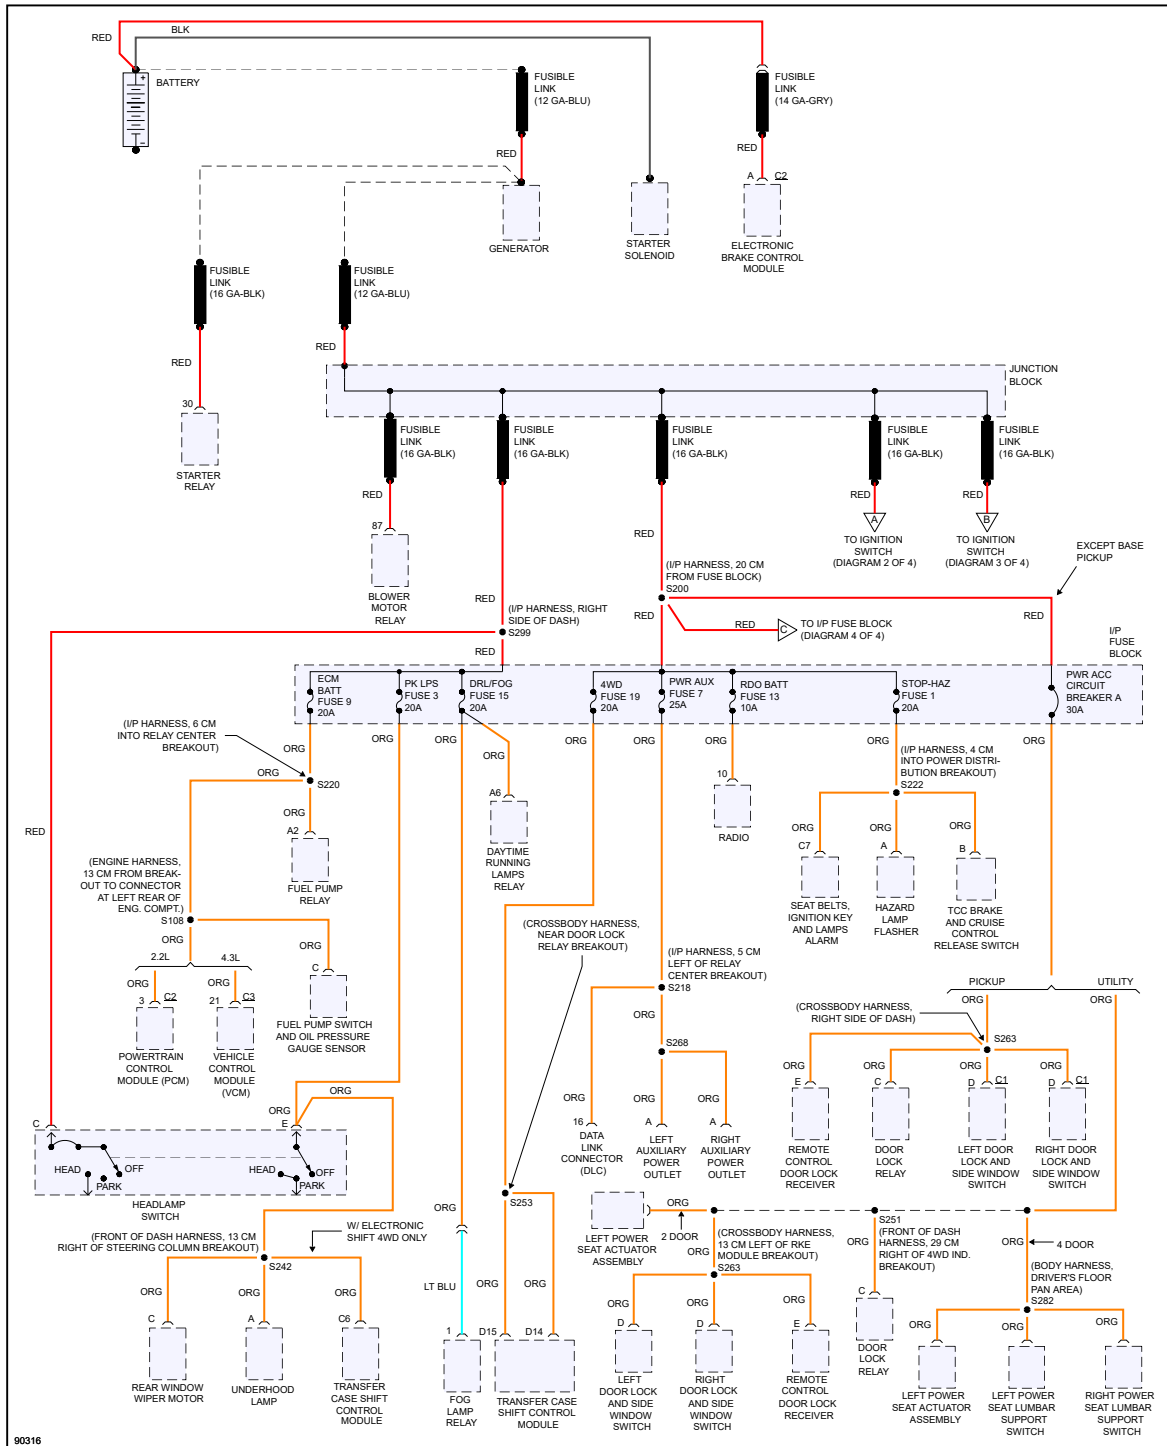 BLK
RED
BATTERY
+
−
FUSIBLE
LINK
(12 GA-BLU)
RED
FUSIBLE
LINK
(14 GA-GRY)
RED
A
C2
GENERATOR
STARTER
SOLENOID
ELECTRONIC
BRAKE CONTROL
MODULE
FUSIBLE
LINK
(16 GA-BLK)
FUSIBLE
LINK
(12 GA-BLU)
RED
RED
30
STARTER
RELAY
JUNCTION
BLOCK
FUSIBLE
LINK
(16 GA-BLK)
FUSIBLE
LINK
(16 GA-BLK)
FUSIBLE
LINK
(16 GA-BLK)
FUSIBLE
LINK
(16 GA-BLK)
FUSIBLE
LINK
(16 GA-BLK)
RED
RED
RED
87
BLOWER
MOTOR
RELAY
A
B
TO IGNITION
SWITCH
(DIAGRAM 2 OF 4)
TO IGNITION
SWITCH
(DIAGRAM 3 OF 4)
RED
EXCEPT BASE
PICKUP
(I/P HARNESS, 20 CM
FROM FUSE BLOCK)
S200
RED
(I/P HARNESS, RIGHT
SIDE OF DASH)
S299
RED
RED
RED
C
TO I/P FUSE BLOCK
(DIAGRAM 4 OF 4)
RED
I/P
FUSE
BLOCK
ECM
BATT
FUSE 9
20A
PK LPS
FUSE 3
20A
DRL/FOG
FUSE 15
20A
4WD
FUSE 19
20A
PWR AUX
FUSE 7
25A
RDO BATT
FUSE 13
10A
STOP-HAZ
FUSE 1
20A
PWR ACC
CIRCUIT
BREAKER A
30A
(I/P HARNESS, 6 CM
INTO RELAY CENTER
BREAKOUT)
ORG
ORG
ORG
ORG
ORG
ORG
ORG
ORG
ORG
S220
ORG
A2
FUEL PUMP
RELAY
RED
A6
DAYTIME
RUNNING
LAMPS
RELAY
10
RADIO
(I/P HARNESS, 4 CM
INTO POWER DISTRI-
BUTION BREAKOUT)
S222
ORG
ORG
ORG
C7
A
B
SEAT BELTS,
IGNITION KEY
AND LAMPS
ALARM
HAZARD
LAMP
FLASHER
TCC BRAKE
AND CRUISE
CONTROL
RELEASE SWITCH
(ENGINE HARNESS,
13 CM FROM BREAK-
OUT TO CONNECTOR
AT LEFT REAR OF
ENG. COMPT.)
S108
ORG
ORG
2.2L
4.3L
ORG
ORG
3
C2
21
C3
C
POWERTRAIN
CONTROL
MODULE (PCM)
VEHICLE
CONTROL
MODULE
(VCM)
FUEL PUMP SWITCH
AND OIL PRESSURE
GAUGE SENSOR
(CROSSBODY HARNESS,
NEAR DOOR LOCK
RELAY BREAKOUT)
(I/P HARNESS, 5 CM
LEFT OF RELAY
CENTER BREAKOUT)
S218
ORG
S268
ORG
ORG
ORG
16
A
A
DATA
LINK
CONNECTOR
(DLC)
LEFT
AUXILIARY
POWER
OUTLET
RIGHT
AUXILIARY
POWER
OUTLET
PICKUP
UTILITY
ORG
ORG
(CROSSBODY HARNESS,
RIGHT SIDE OF DASH)
S263
ORG
ORG
ORG
ORG
E
C
D
C1
D
C1
REMOTE
CONTROL
DOOR LOCK
RECEIVER
DOOR
LOCK
RELAY
LEFT DOOR
LOCK AND
SIDE WINDOW
SWITCH
RIGHT DOOR
LOCK AND
SIDE WINDOW
SWITCH
ORG
ORG
C
E
HEAD
OFF
PARK
HEAD
OFF
PARK
HEADLAMP
SWITCH
(FRONT OF DASH HARNESS, 13 CM
RIGHT OF STEERING COLUMN BREAKOUT)
S242
W/ ELECTRONIC
SHIFT 4WD ONLY
ORG
ORG
ORG
C
A
C6
REAR WINDOW
WIPER MOTOR
UNDERHOOD
LAMP
TRANSFER
CASE SHIFT
CONTROL
MODULE
ORG
LT BLU
1
FOG
LAMP
RELAY
S253
ORG
ORG
D15
D14
TRANSFER CASE
SHIFT CONTROL
MODULE
ORG
2 DOOR
LEFT POWER
SEAT ACTUATOR
ASSEMBLY
ORG
(CROSSBODY HARNESS,
13 CM LEFT OF RKE
MODULE BREAKOUT)
S263
ORG
ORG
ORG
D
D
E
LEFT
DOOR LOCK
AND SIDE
WINDOW
SWITCH
RIGHT
DOOR LOCK
AND SIDE
WINDOW
SWITCH
REMOTE
CONTROL
DOOR LOCK
RECEIVER
S251
(FRONT OF DASH
HARNESS, 29 CM
RIGHT OF 4WD IND.
BREAKOUT)
ORG
C
DOOR
LOCK
RELAY
ORG
4 DOOR
(BODY HARNESS,
DRIVER'S FLOOR
PAN AREA)
S282
ORG
ORG
ORG
LEFT POWER
SEAT ACTUATOR
ASSEMBLY
LEFT POWER
SEAT LUMBAR
SUPPORT
SWITCH
RIGHT POWER
SEAT LUMBAR
SUPPORT
SWITCH
90316